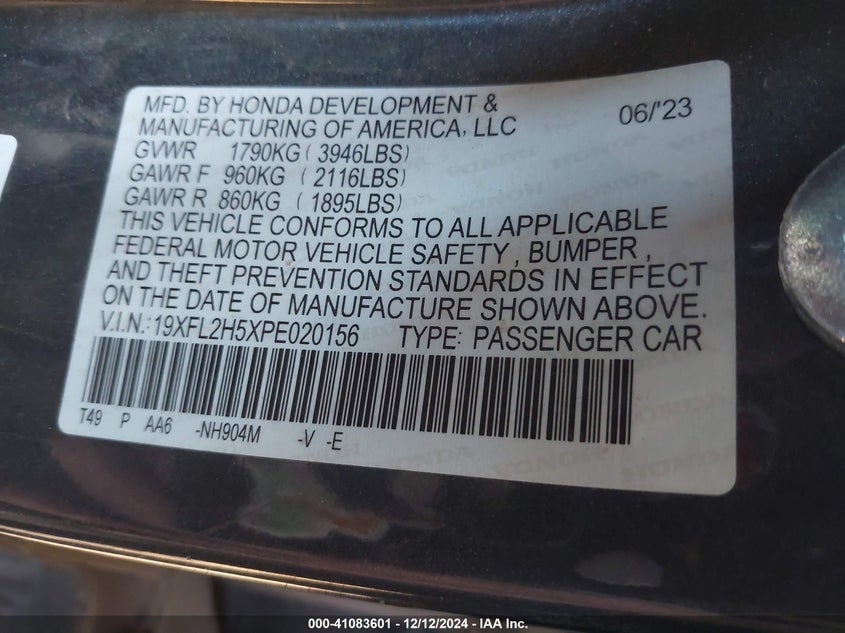 MFD. BY HONDA DEVELOPMENT &
MANUFACTURING OF AMERICA, LLC 06/'23
GVWR 1790KG ( 3946LBS)
GAWR F 960KG ( 2116LBS)
GAWR R 860KG ( 1895LBS)
THIS VEHICLE CONFORMS TO ALL APPLICABLE
FEDERAL MOTOR VEHICLE SAFETY , BUMPER ,
AND THEFT PREVENTION STANDARDS IN EFFECT
ON THE DATE OF MANUFACTURE SHOWN ABOVE.
V.I.N.: 19XFL2H5XPE020156 TYPE: PASSENGER CAR
T49 P AA6 -NH904M -V -E
000-41083601 - 12/12/2024 - IAA Inc.